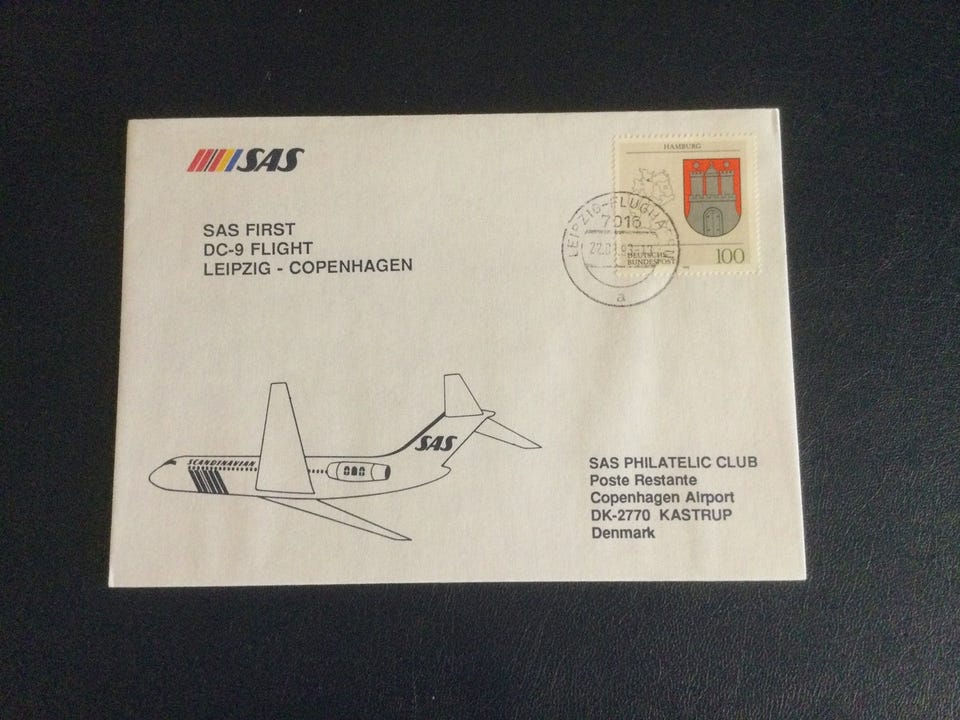 SAS
SAS FIRST
DC-9 FLIGHT
LEIPZIG - COPENHAGEN
HAMBURG
DEUTSCHE
BUNDESPOST
100
LEIPZIG-FLUGHAFEN
7016
a
SCANDINAVIAN
SAS
SAS PHILATELIC CLUB
Poste Restante
Copenhagen Airport
DK-2770 KASTRUP
Denmark